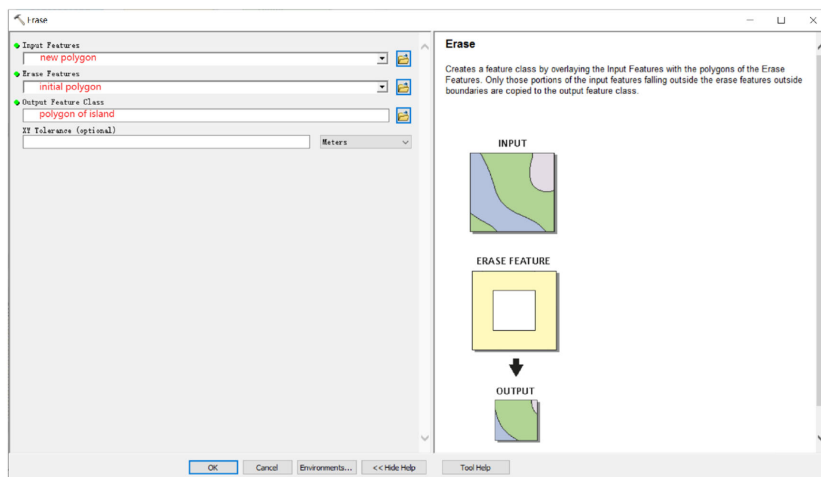 Erase
Input Features
new polygon
Erase Features
initial polygon
Output Feature Class
polygon of island
XY Tolerance (optional)
Meters
OK
Cancel
Environments...
<< Hide Help
Tool Help
Erase
Creates a feature class by overlaying the Input Features with the polygons of the Erase
Features. Only those portions of the input features falling outside the erase features outside
boundaries are copied to the output feature class.
INPUT
ERASE FEATURE
OUTPUT